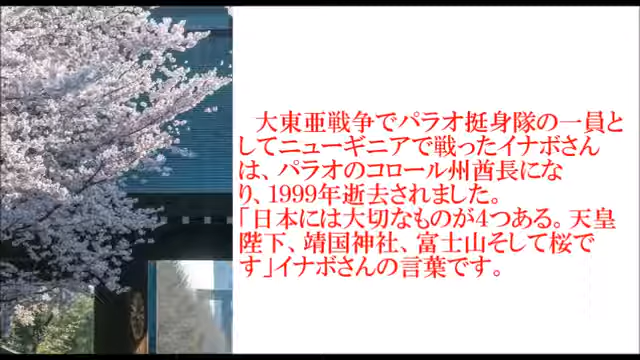 大東亜戦争でパラオ挺身隊の一員と
してニューギニアで戦ったイナボさん
は、パラオのコロール州酋長にな
り、1999年逝去されました。
「日本には大切なものが4つある。天皇
陛下、靖国神社、富士山そして桜で
す」イナボさんの言葉です。